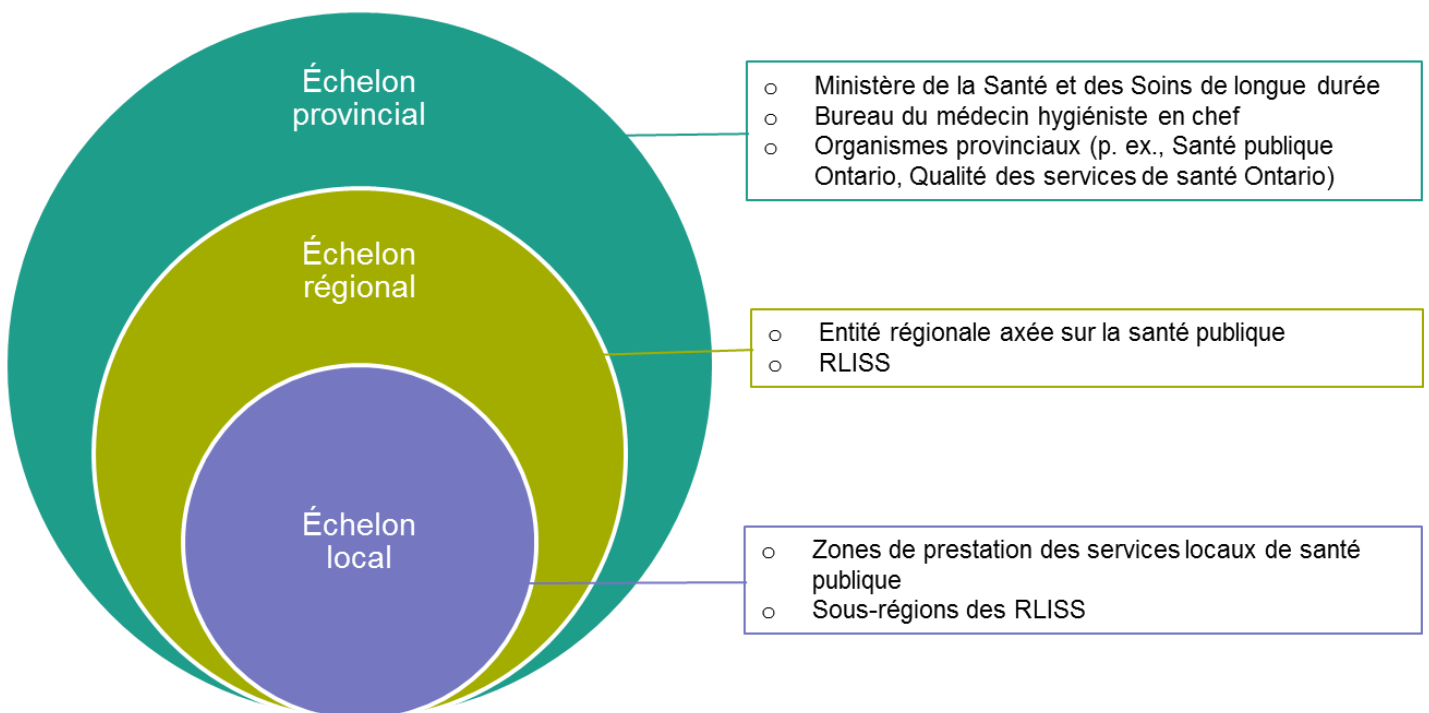 Échelon
provincial
o Ministère de la Santé et des Soins de longue durée
o Bureau du médecin hygiéniste en chef
o Organismes provinciaux (p. ex., Santé publique
Ontario, Qualité des services de santé Ontario)
Échelon
régional
o Entité régionale axée sur la santé publique
o RLISS
Échelon
local
o Zones de prestation des services locaux de santé
publique
o Sous-régions des RLISS